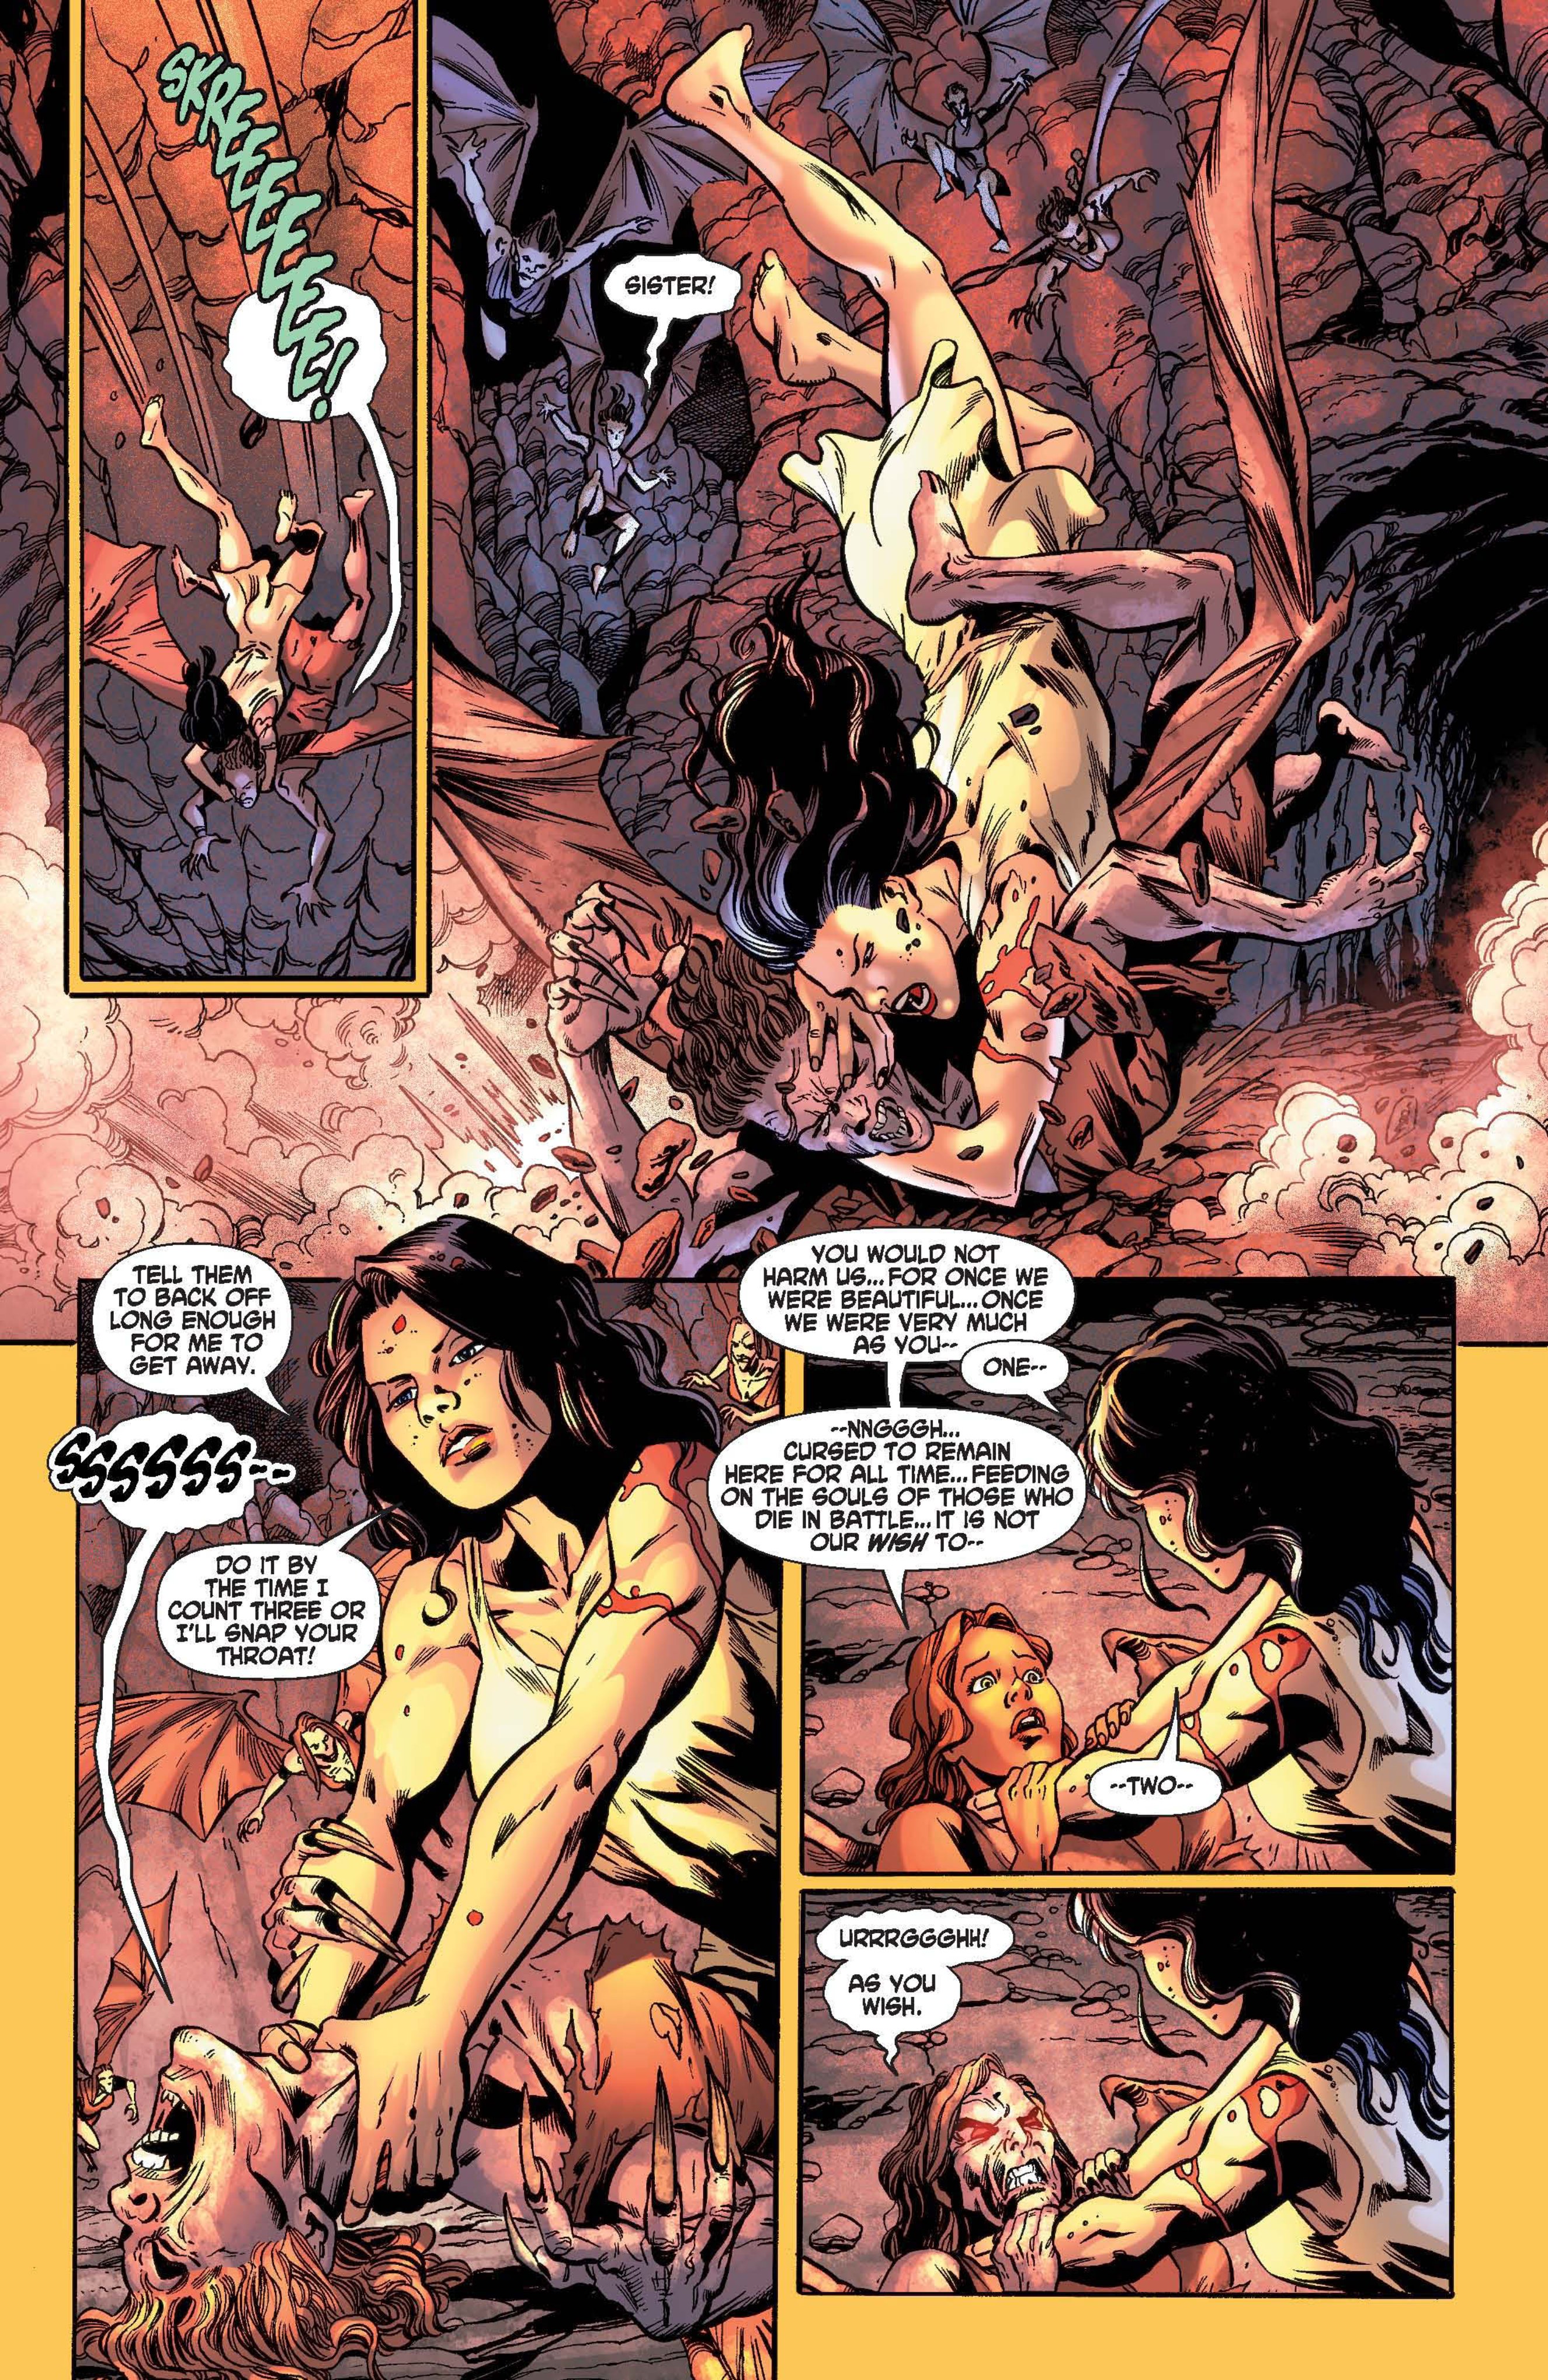 SKREEEEEEEE!
SISTER!
TELL THEM
TO BACK OFF
LONG ENOUGH
FOR ME TO
GET AWAY.
SSSSSSS--
DO IT BY
THE TIME I
COUNT THREE OR
I'LL SNAP YOUR
THROAT!
YOU WOULD NOT
HARM US...FOR ONCE WE
WERE BEAUTIFUL...ONCE
WE WERE VERY MUCH
AS YOU--
ONE--
--NNGGGH...
CURSED TO REMAIN
HERE FOR ALL TIME...FEEDING
ON THE SOULS OF THOSE WHO
DIE IN BATTLE...IT IS NOT
OUR WISH TO--
--TWO--
URRRGGGHH!
AS YOU
WISH.